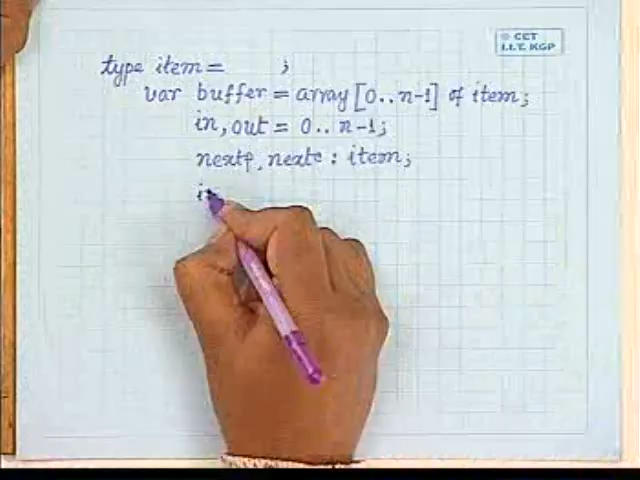 © CET
I.I.T. KGP
type item = ;
var buffer = array [0..n-1] of item;
in, out = 0..n-1;
nextp, nextc : item;
i